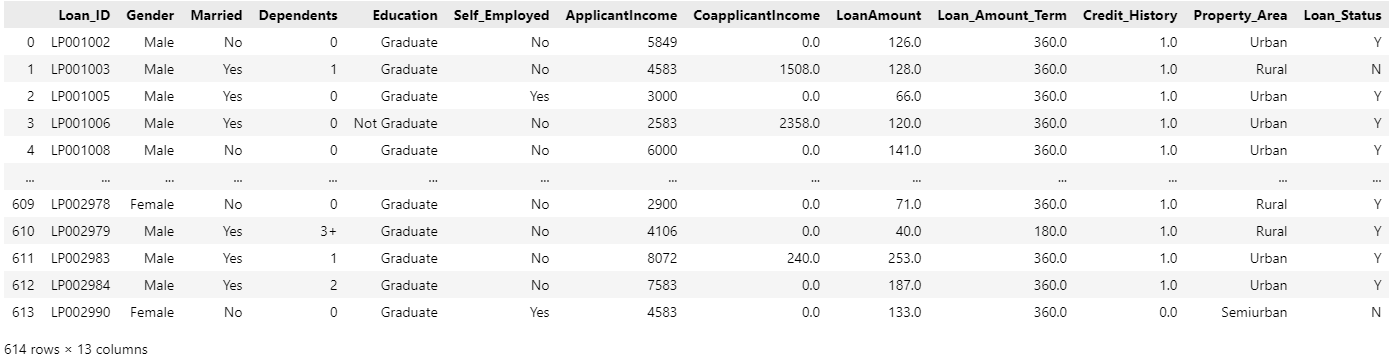 Loan_ID Gender Married Dependents Education Self_Employed ApplicantIncome CoapplicantIncome LoanAmount Loan_Amount_Term Credit_History Property_Area Loan_Status
0 LP001002 Male No 0 Graduate No 5849 0.0 126.0 360.0 1.0 Urban Y
1 LP001003 Male Yes 1 Graduate No 4583 1508.0 128.0 360.0 1.0 Rural N
2 LP001005 Male Yes 0 Graduate Yes 3000 0.0 66.0 360.0 1.0 Urban Y
3 LP001006 Male Yes 0 Not Graduate No 2583 2358.0 120.0 360.0 1.0 Urban Y
4 LP001008 Male No 0 Graduate No 6000 0.0 141.0 360.0 1.0 Urban Y
... ... ... ... ... ... ... ... ... ... ... ... ... ...
609 LP002978 Female No 0 Graduate No 2900 0.0 71.0 360.0 1.0 Rural Y
610 LP002979 Male Yes 3+ Graduate No 4106 0.0 40.0 180.0 1.0 Rural Y
611 LP002983 Male Yes 1 Graduate No 8072 240.0 253.0 360.0 1.0 Urban Y
612 LP002984 Male Yes 2 Graduate No 7583 0.0 187.0 360.0 1.0 Urban Y
613 LP002990 Female No 0 Graduate Yes 4583 0.0 133.0 360.0 0.0 Semiurban N
614 rows × 13 columns